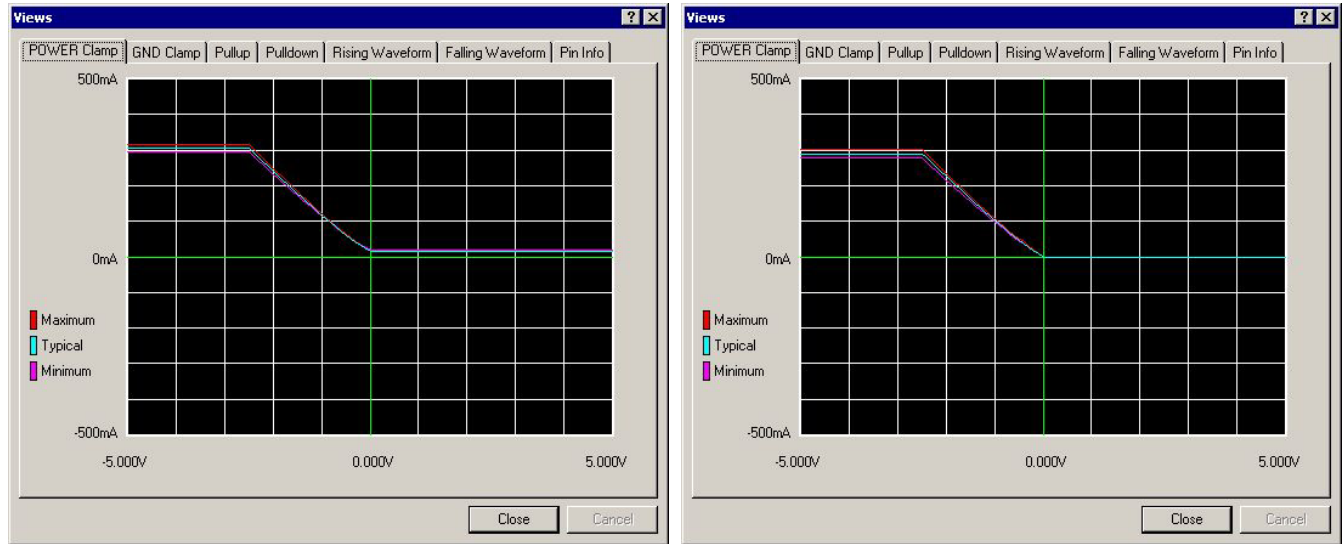 Views
POWER Clamp GND Clamp Pullup Pulldown Rising Waveform Falling Waveform Pin Info
500mA
0mA
Maximum
Typical
Minimum
-500mA
-5.000V 0.000V 5.000V
Close Cancel
Views
POWER Clamp GND Clamp Pullup Pulldown Rising Waveform Falling Waveform Pin Info
500mA
0mA
Maximum
Typical
Minimum
-500mA
-5.000V 0.000V 5.000V
Close Cancel